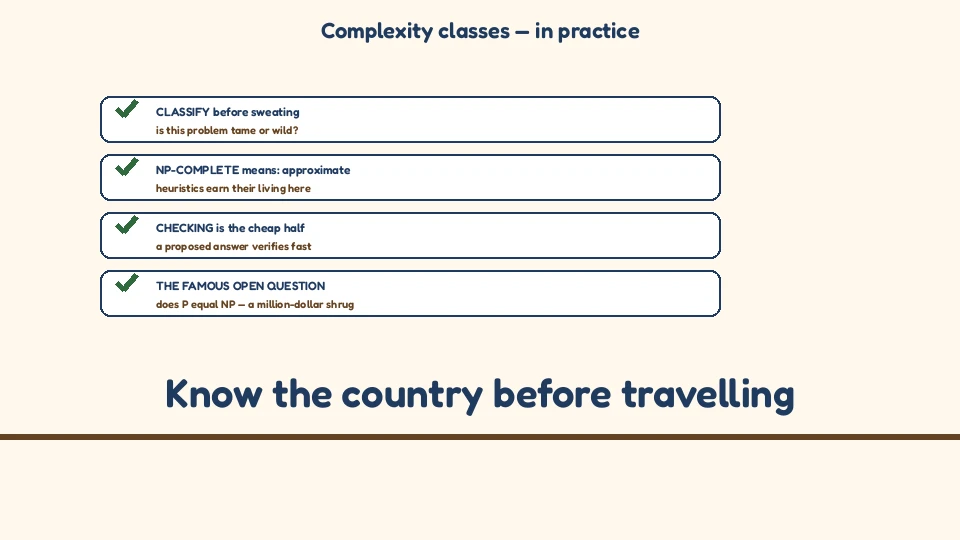 Complexity classes — in practice
CLASSIFY before sweating
is this problem tame or wild?
NP-COMPLETE means: approximate
heuristics earn their living here
CHECKING is the cheap half
a proposed answer verifies fast
THE FAMOUS OPEN QUESTION
does P equal NP — a million-dollar shrug
Know the country before travelling